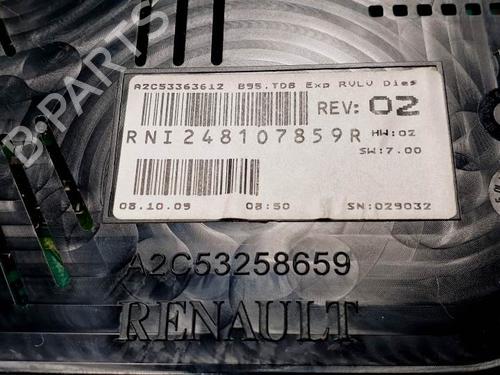 A2C53363612 B95.TDB Exp RVLV Dies
REV: 02
RNI248107859R
HW:02
SW:7.00
08.10.09 08:50 SN:029032
A2C53258659
RENAULT
B-PARTS